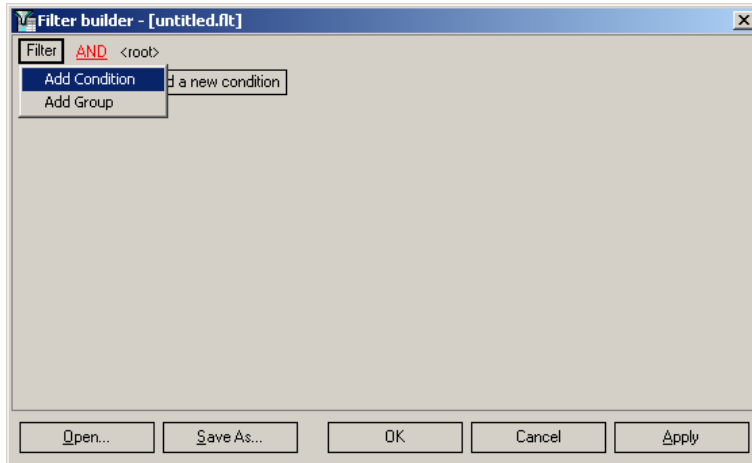 Filter builder - [untitled.flt]
Filter AND <root>
Add Condition
d a new condition
Add Group
Open... Save As... OK Cancel Apply